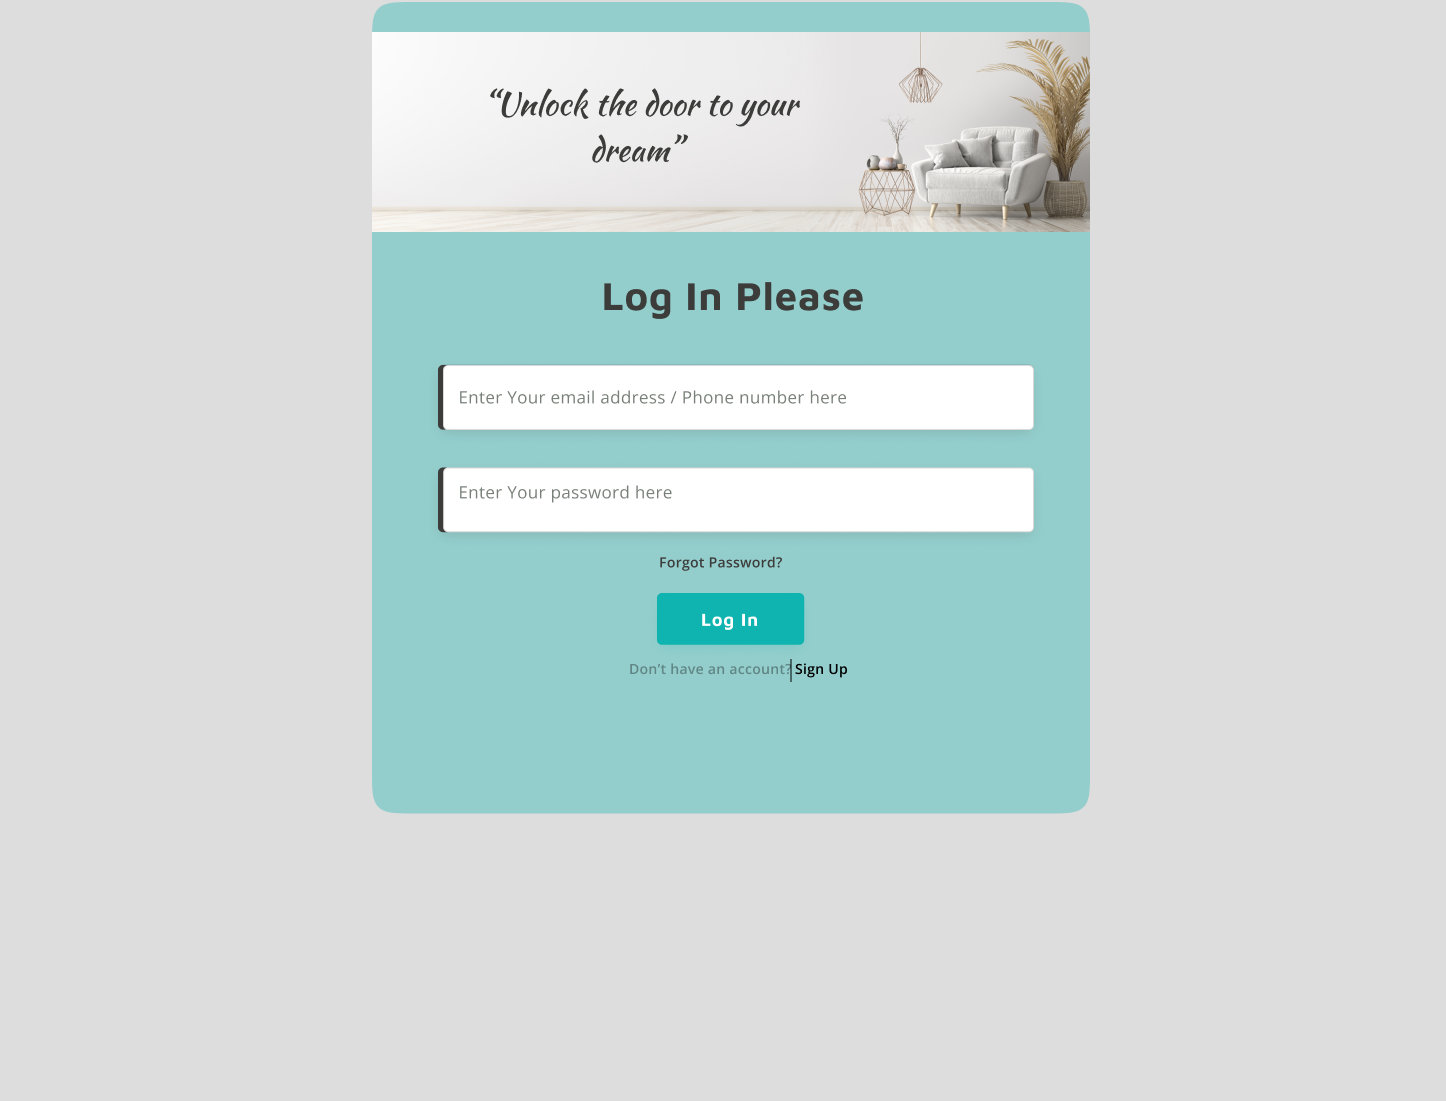 “Unlock the door to your
dream”
Log In Please
Enter Your email address / Phone number here
Enter Your password here
Forgot Password?
Log In
Don't have an account? Sign Up